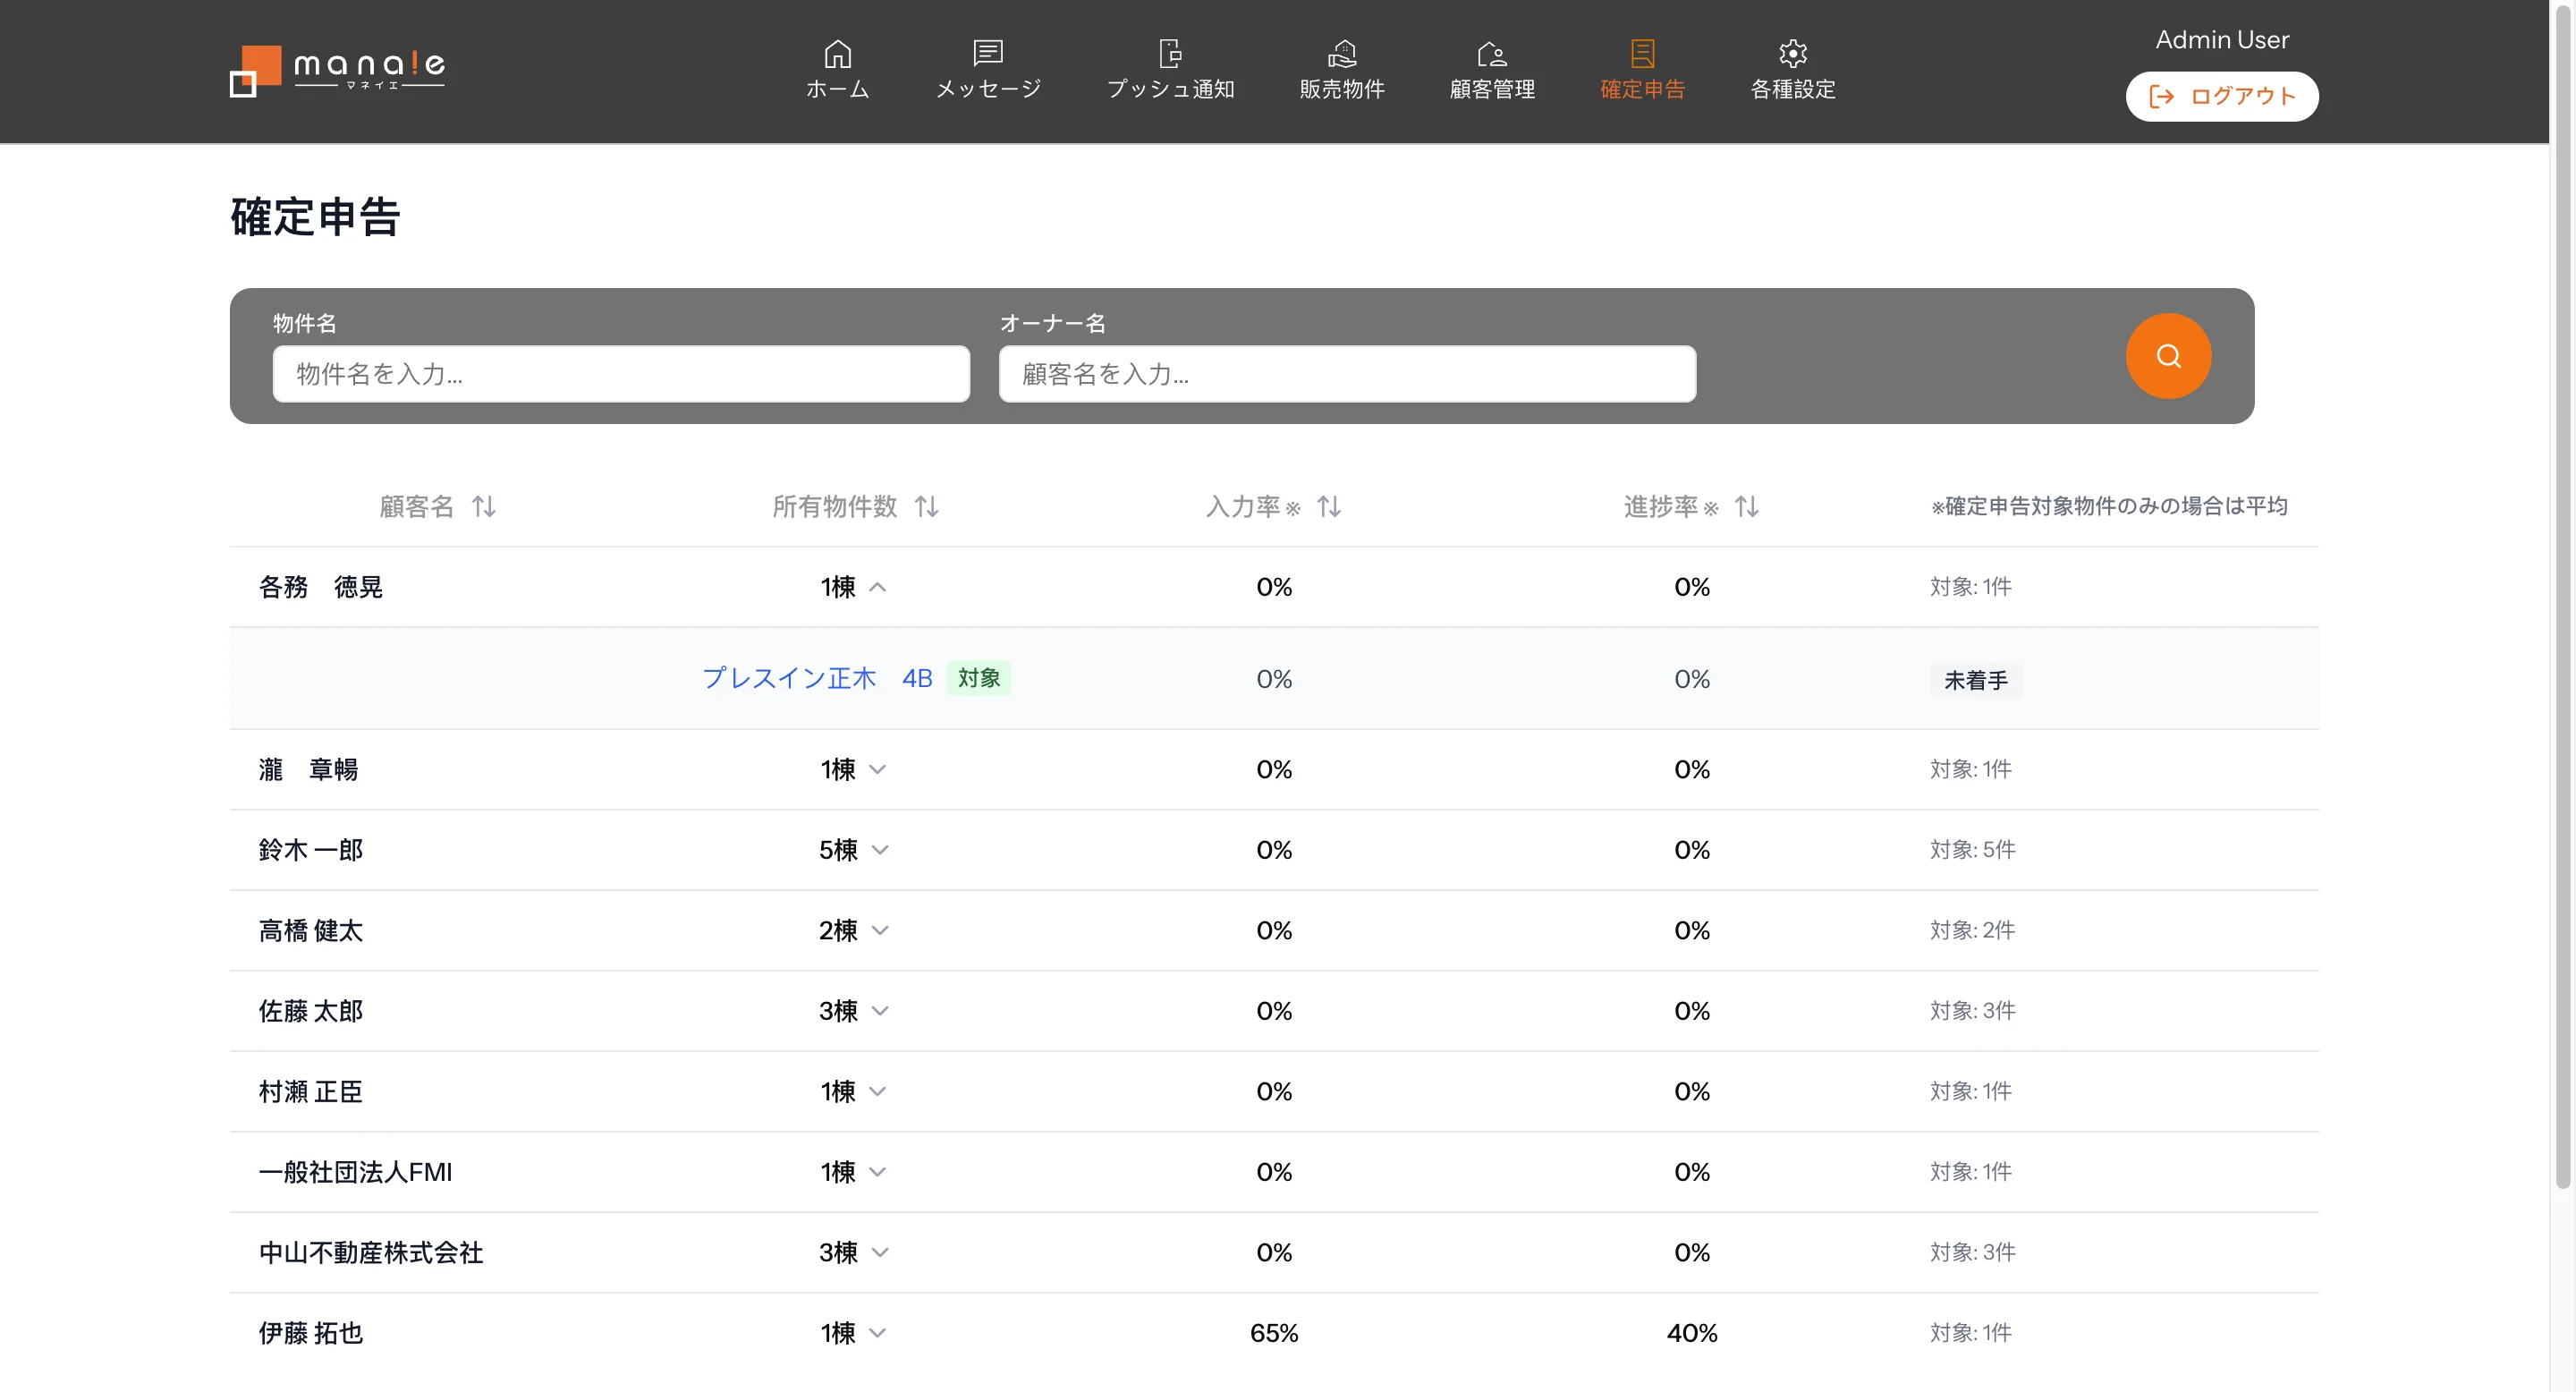 mana!e
マネイエ
ホーム
メッセージ
プッシュ通知
販売物件
顧客管理
確定申告
各種設定
Admin User
ログアウト
確定申告
物件名
オーナー名
物件名を入力...
顧客名を入力...
顧客名 所有物件数 入力率※ 進捗率※ ※確定申告対象物件のみの場合は平均
各務　徳晃 1棟 0% 0% 対象: 1件
プレスイン正木　4B 対象 0% 0% 未着手
瀧　章暢 1棟 0% 0% 対象: 1件
鈴木 一郎 5棟 0% 0% 対象: 5件
高橋 健太 2棟 0% 0% 対象: 2件
佐藤 太郎 3棟 0% 0% 対象: 3件
村瀬 正臣 1棟 0% 0% 対象: 1件
一般社団法人FMI 1棟 0% 0% 対象: 1件
中山不動産株式会社 3棟 0% 0% 対象: 3件
伊藤 拓也 1棟 65% 40% 対象: 1件